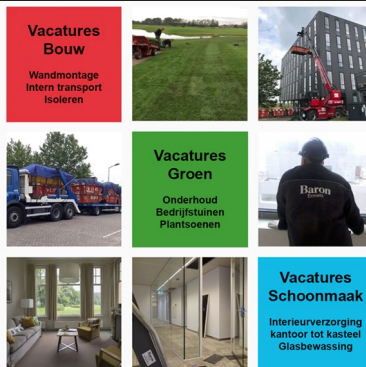 Vacatures
Bouw
Wandmontage
Intern transport
Isoleren
Vacatures
Groen
Onderhoud
Bedrijfstuinen
Plantsoenen
Baron
Vacatures
Schoonmaak
Interieurverzorging
kantoor tot kasteel
Glasbewassing